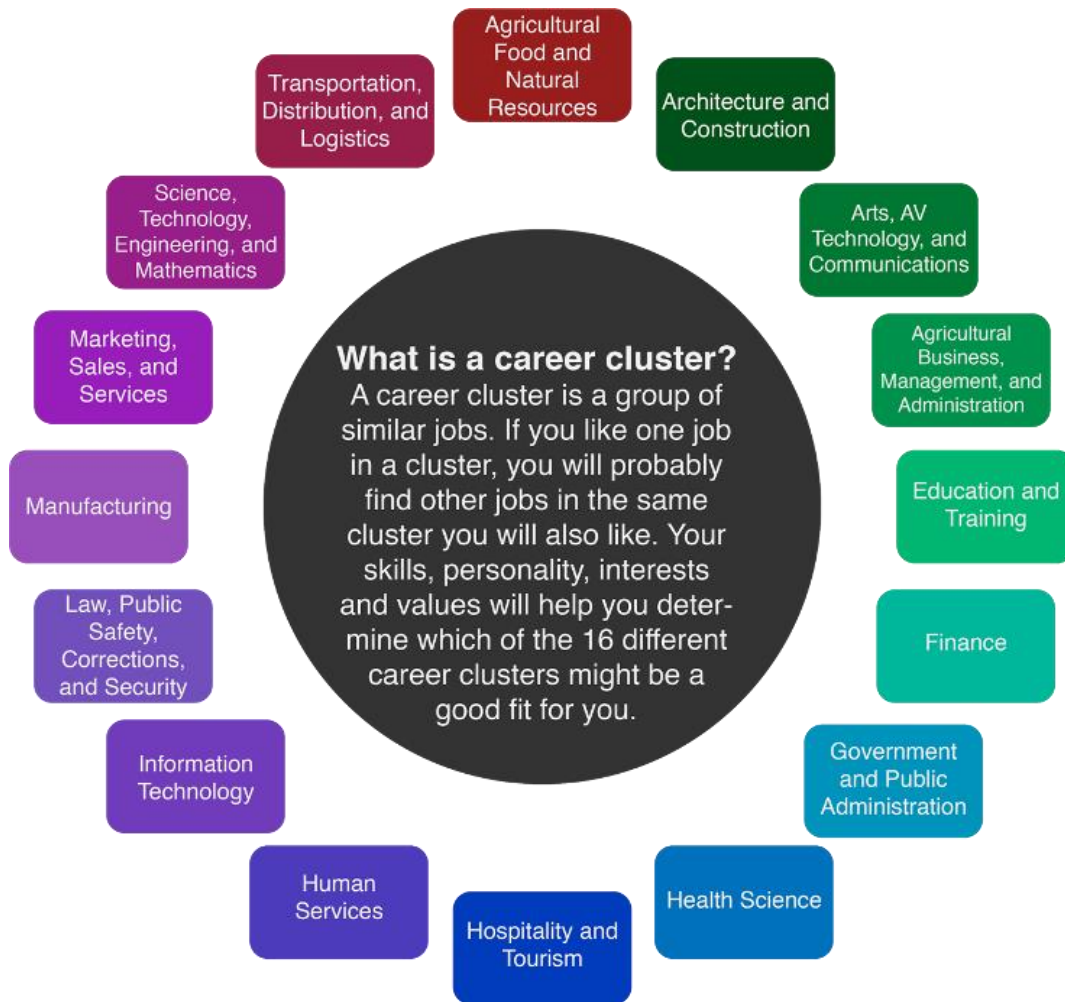 Agricultural
Food and
Natural
Resources
Architecture and
Construction
Arts, AV
Technology, and
Communications
Agricultural
Business,
Management, and
Administration
Education and
Training
Finance
Government
and Public
Administration
Health Science
Hospitality and
Tourism
Human
Services
Information
Technology
Law, Public
Safety,
Corrections,
and Security
Manufacturing
Marketing,
Sales, and
Services
Science,
Technology,
Engineering, and
Mathematics
Transportation,
Distribution, and
Logistics
What is a career cluster?
A career cluster is a group of
similar jobs. If you like one job
in a cluster, you will probably
find other jobs in the same
cluster you will also like. Your
skills, personality, interests
and values will help you deter-
mine which of the 16 different
career clusters might be a
good fit for you.